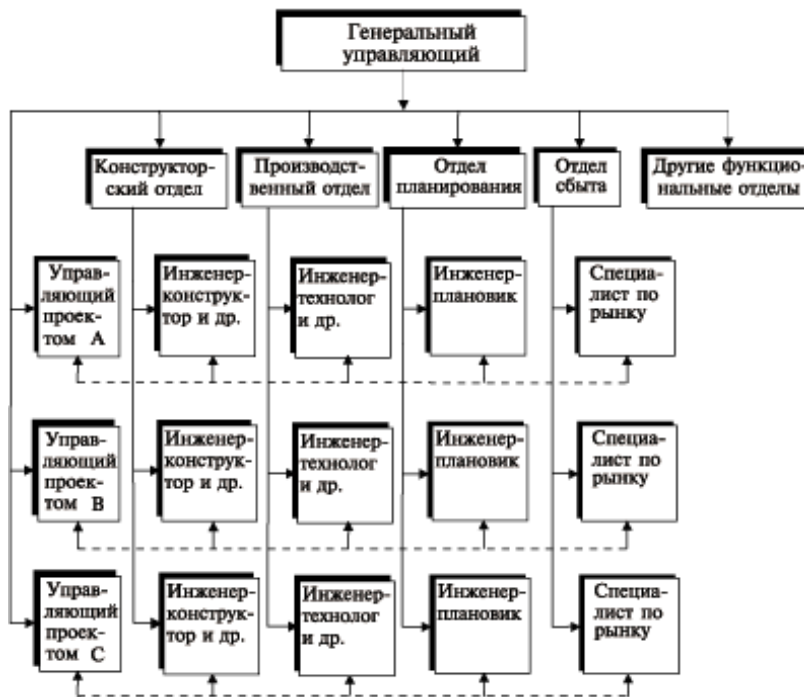 Генеральный
управляющий
Конструктор-
ский отдел
Производст-
венный отдел
Отдел
планирования
Отдел
сбыта
Другие функцио-
нальные отделы
Управ-
ляющий
проек-
том А
Инженер-
конструк-
тор и др.
Инженер-
технолог
и др.
Инженер-
плановик
Специа-
лист по
рынку
Управ-
ляющий
проек-
том В
Инженер-
конструк-
тор и др.
Инженер-
технолог
и др.
Инженер-
плановик
Специа-
лист по
рынку
Управ-
ляющий
проек-
том С
Инженер-
конструк-
тор и др.
Инженер-
технолог
и др.
Инженер-
плановик
Специа-
лист по
рынку